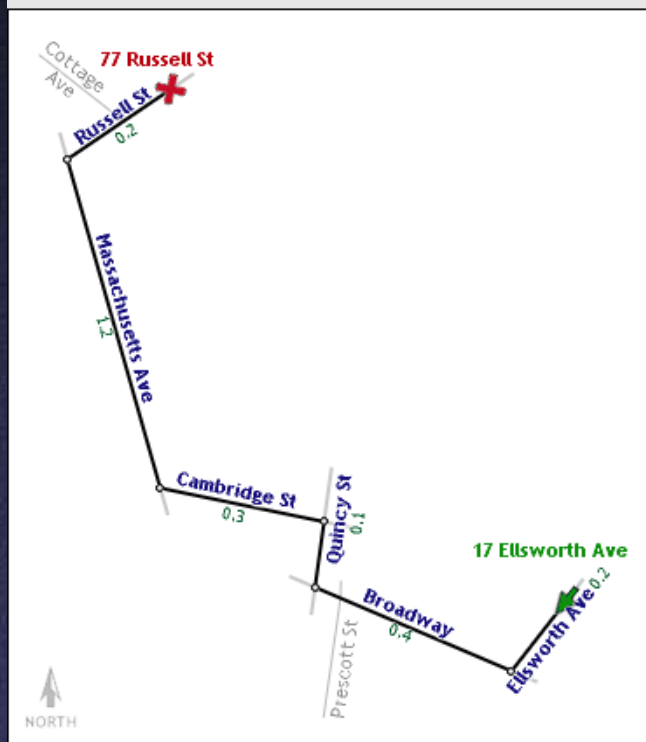 Cottage
Ave
77 Russell St
Russell St
0.2
Massachusetts Ave
1.2
Cambridge St
0.3
Quincy St
0.1
17 Ellsworth Ave
0.2
Ellsworth Ave
Broadway
0.4
Prescott St
NORTH